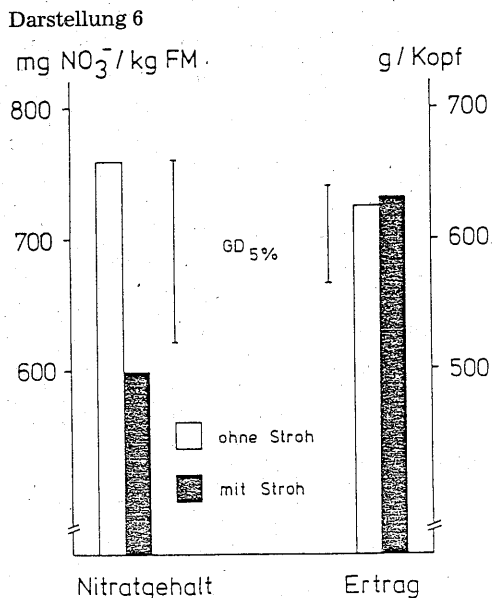 Darstellung 6
mg NO₃⁻/ kg FM
g / Kopf
800
700
600
700
600
500
GD 5%
ohne Stroh
mit Stroh
Nitratgehalt
Ertrag